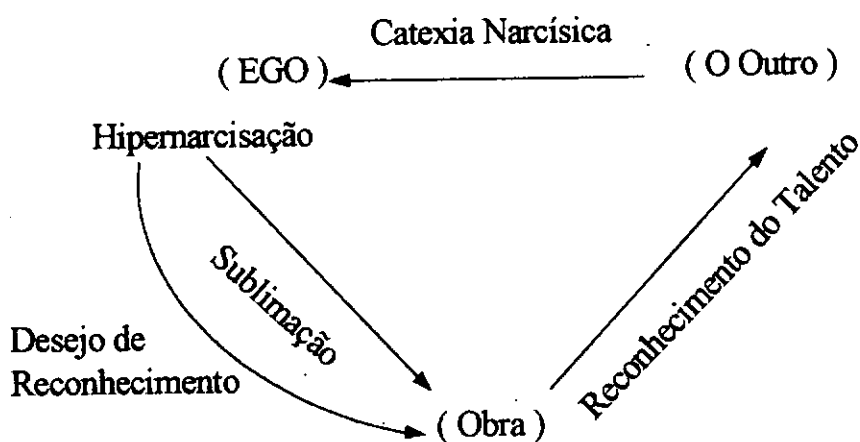 Catexia Narcísica
( EGO )
( O Outro )
Hipernarcisação
Sublimação
Reconhecimento do Talento
Desejo de
Reconhecimento
( Obra )